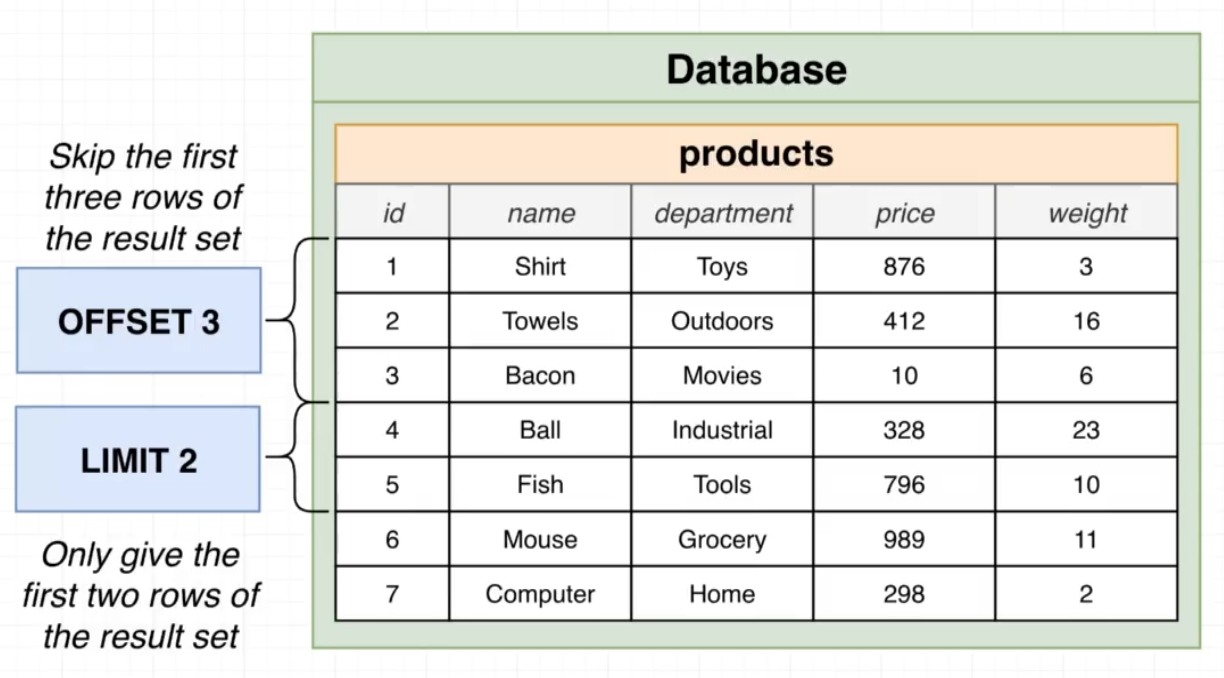 Database
products
id name department price weight
1 Shirt Toys 876 3
2 Towels Outdoors 412 16
3 Bacon Movies 10 6
4 Ball Industrial 328 23
5 Fish Tools 796 10
6 Mouse Grocery 989 11
7 Computer Home 298 2
Skip the first
three rows of
the result set
OFFSET 3
LIMIT 2
Only give the
first two rows of
the result set